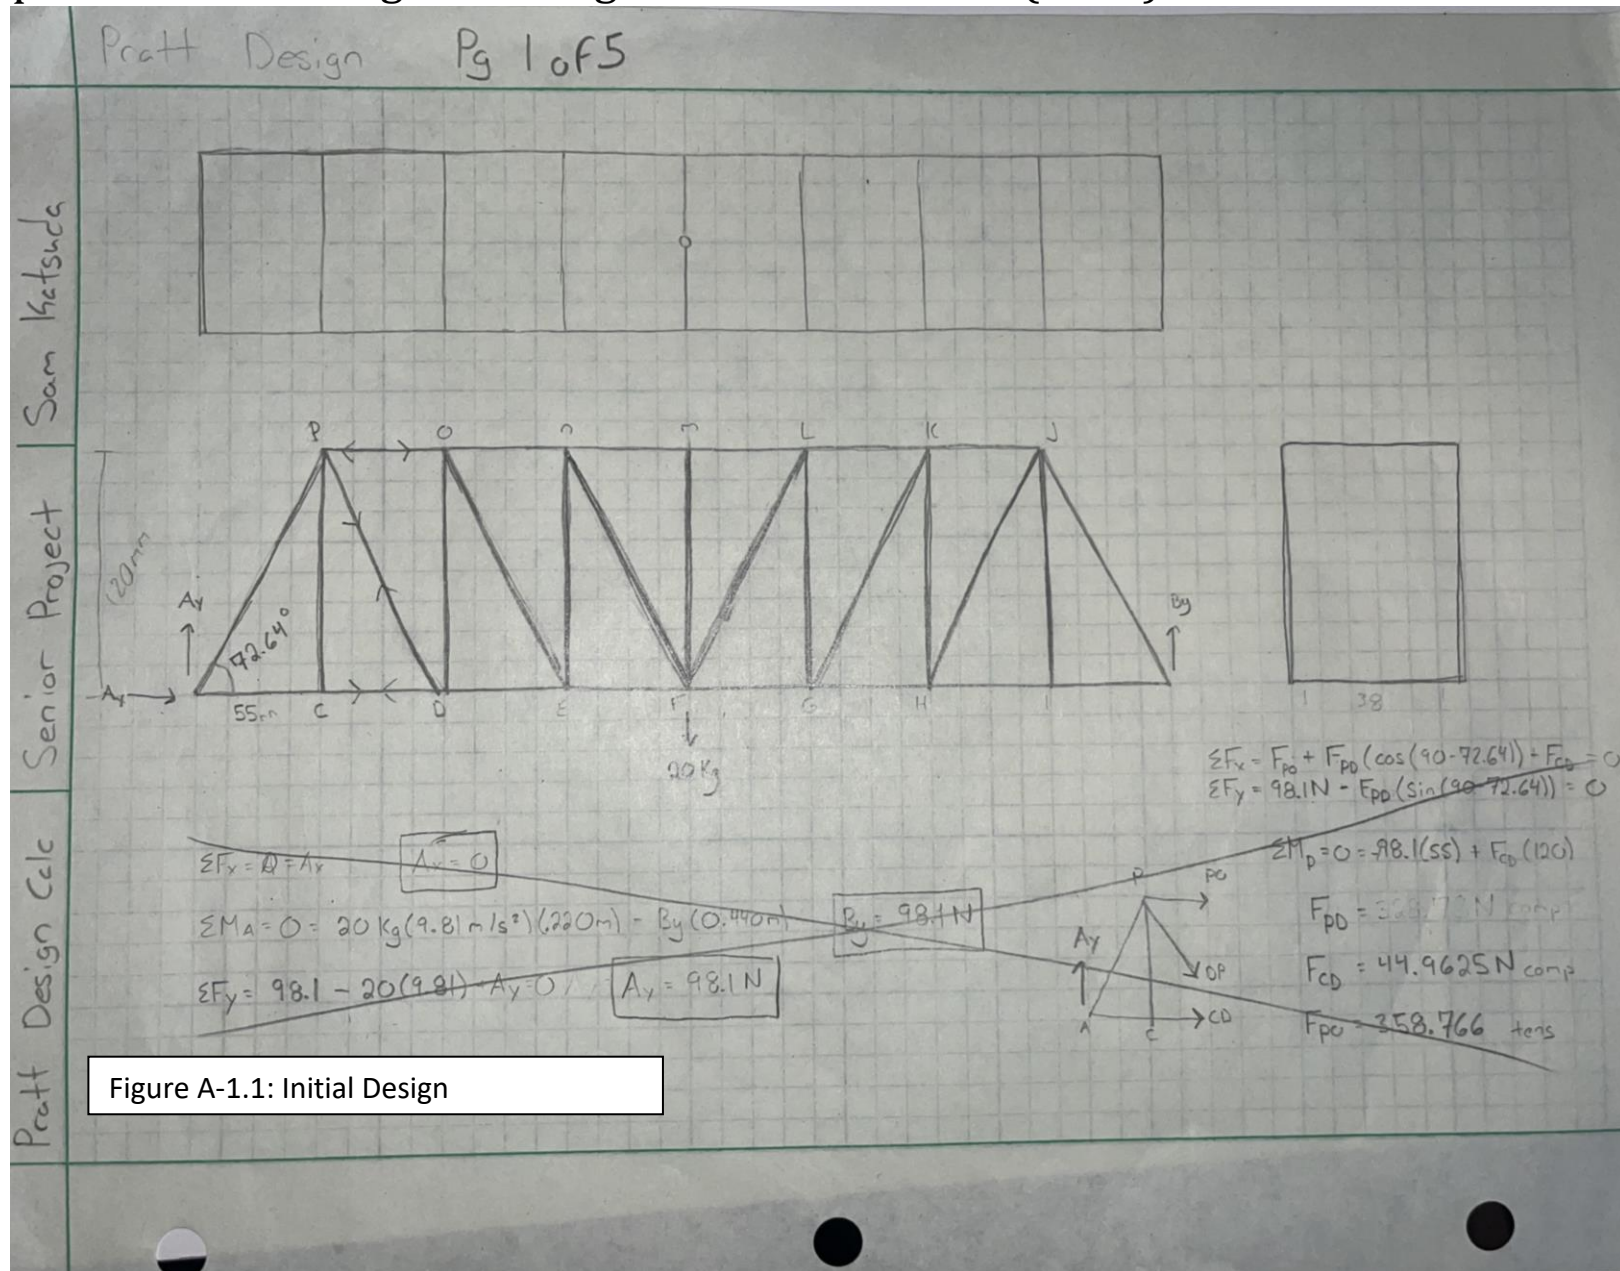 Pratt Design Pg 1 of 5
Sam Katsuda
Senior Project
Pratt Design Calc
P O n m L K J
120mm
Ay
By
72.64°
Ax
55mm C D E F G H I
38
20 Kg
ΣFx = FPO + FPD (cos(90-72.64)) + FCD = 0
ΣFy = 98.1N - FPD (sin(90-72.64)) = 0
ΣFx = 0 = Ax
Ax = 0
ΣMD = 0 = -98.1(55) + FCD (120)
ΣMA = 0 = 20 Kg(9.81 m/s²)(.220m) - By (0.440m)
By = 98.1N
P PO
FPD = N comp
Ay
DP
FCD = 44.9625N comp
ΣFy = 98.1 - 20(9.81) + Ay = 0
Ay = 98.1N
A C CD
FPO = 358.766 tens
Figure A-1.1: Initial Design